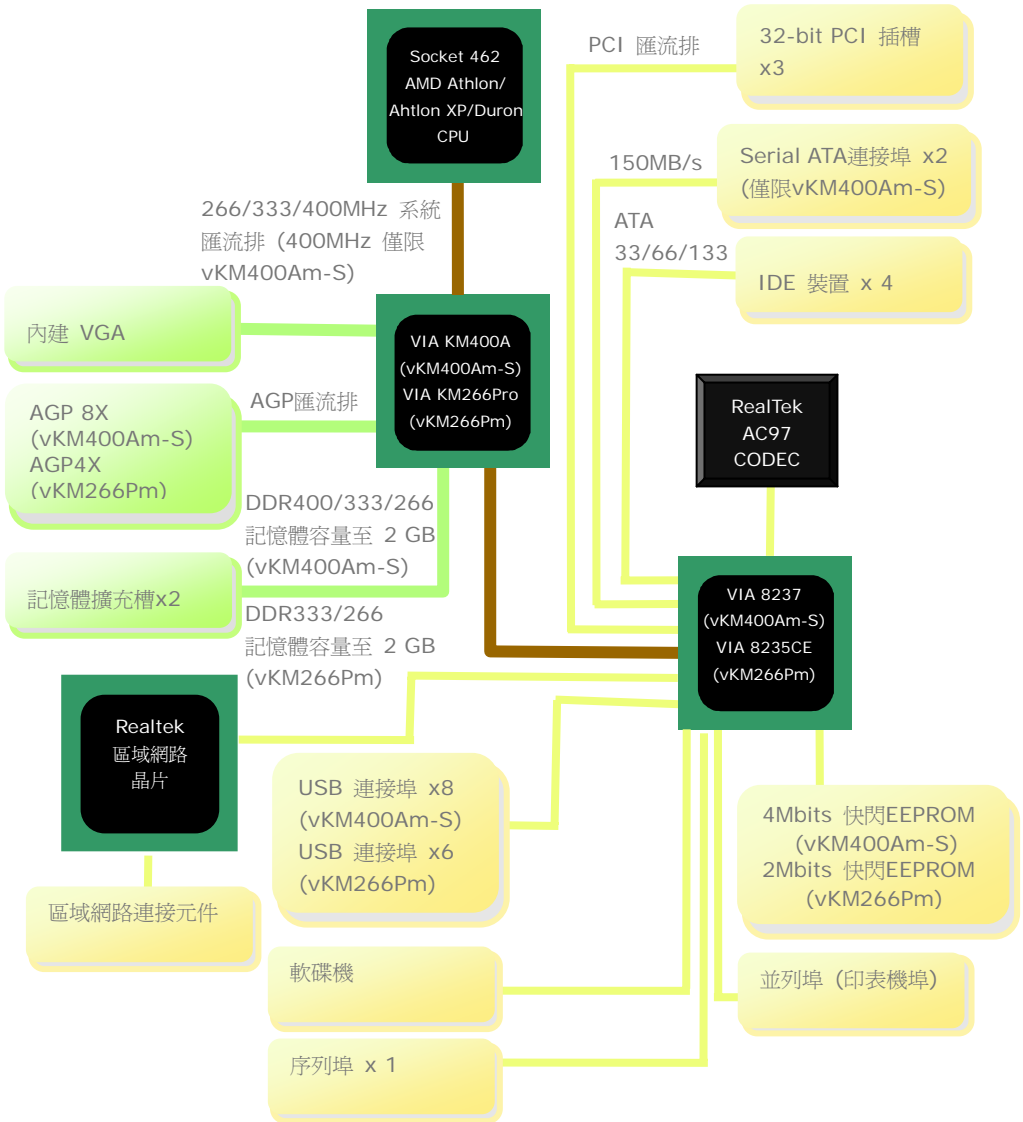 Socket 462
AMD Athlon/
Ahtlon XP/Duron
CPU
PCI 匯流排
32-bit PCI 插槽
x3
150MB/s
Serial ATA連接埠 x2
(僅限vKM400Am-S)
ATA
33/66/133
IDE 裝置 x 4
266/333/400MHz 系統
匯流排 (400MHz 僅限
vKM400Am-S)
內建 VGA
VIA KM400A
(vKM400Am-S)
VIA KM266Pro
(vKM266Pm)
AGP 8X
(vKM400Am-S)
AGP4X
(vKM266Pm)
AGP匯流排
RealTek
AC97
CODEC
DDR400/333/266
記憶體容量至 2 GB
(vKM400Am-S)
記憶體擴充槽x2
DDR333/266
記憶體容量至 2 GB
(vKM266Pm)
VIA 8237
(vKM400Am-S)
VIA 8235CE
(vKM266Pm)
Realtek
區域網路
晶片
USB 連接埠 x8
(vKM400Am-S)
USB 連接埠 x6
(vKM266Pm)
4Mbits 快閃EEPROM
(vKM400Am-S)
2Mbits 快閃EEPROM
(vKM266Pm)
區域網路連接元件
軟碟機
並列埠 (印表機埠)
序列埠 x 1